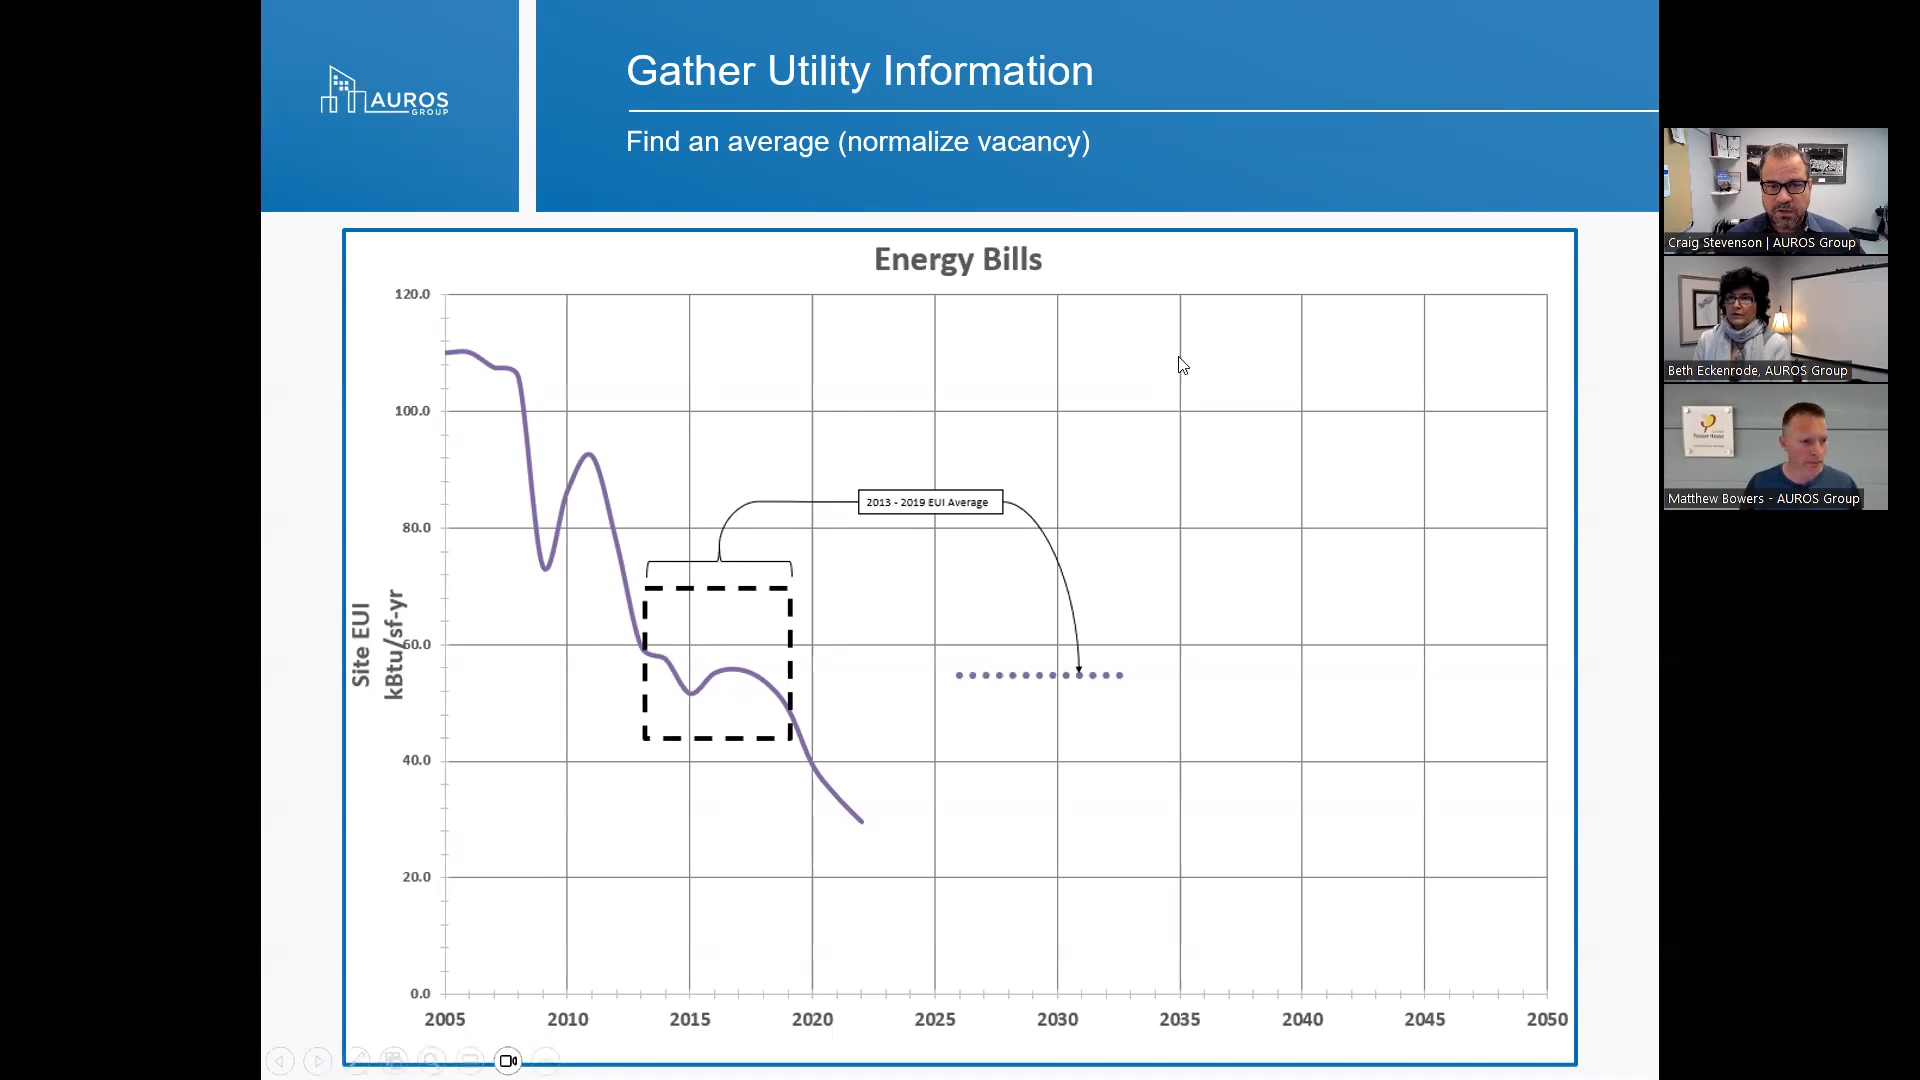 AUROS
GROUP
Gather Utility Information
Find an average (normalize vacancy)
Energy Bills
Site EUI
kBtu/sf-yr
120.0
100.0
80.0
60.0
40.0
20.0
0.0
2013 - 2019 EUI Average
2005 2010 2015 2020 2025 2030 2035 2040 2045 2050
Craig Stevenson | AUROS Group
Beth Eckenrode, AUROS Group
Passive House
Matthew Bowers - AUROS Group